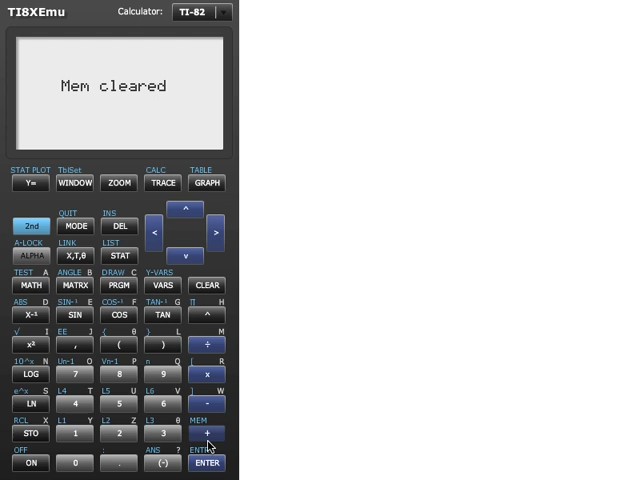 TI8XEmu Calculator: TI-82
Mem cleared
STAT PLOT TblSet CALC TABLE
Y= WINDOW ZOOM TRACE GRAPH
QUIT INS ^
2nd MODE DEL < >
A-LOCK LINK LIST
ALPHA X,T,θ STAT v
TEST A ANGLE B DRAW C Y-VARS
MATH MATRX PRGM VARS CLEAR
ABS D SIN⁻¹ E COS⁻¹ F TAN⁻¹ G Π H
X⁻¹ SIN COS TAN ^
√ I EE J { θ } L M
x² , ( ) ÷
10^x N Un-1 O Vn-1 P n Q [ R
LOG 7 8 9 x
e^x S L4 T L5 U L6 V ] W
LN 4 5 6 -
RCL X L1 Y L2 Z L3 θ MEM
STO 1 2 3 +
OFF : ANS ?
ON 0 . (-) ENTER